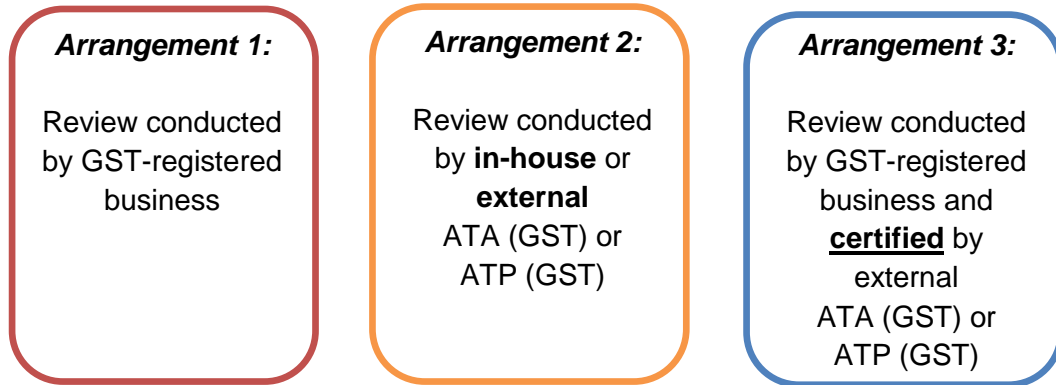 Arrangement 1:
Review conducted
by GST-registered
business
Arrangement 2:
Review conducted
by in-house or
external
ATA (GST) or
ATP (GST)
Arrangement 3:
Review conducted
by GST-registered
business and
certified by
external
ATA (GST) or
ATP (GST)